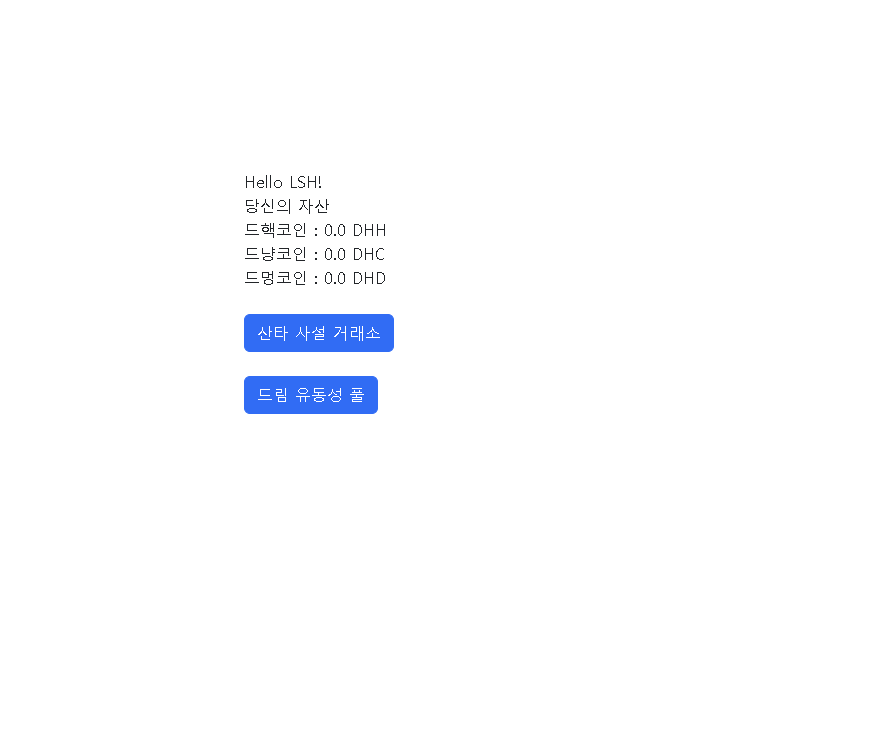 Hello LSH!
당신의 자산
드핵코인 : 0.0 DHH
드냥코인 : 0.0 DHC
드멍코인 : 0.0 DHD
산타 사설 거래소
드림 유동성 풀